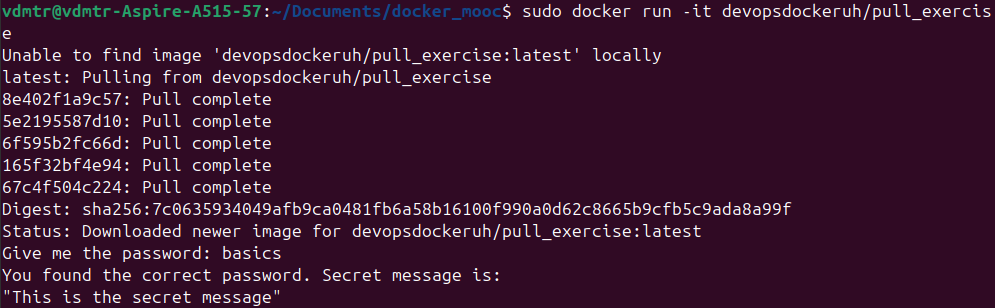 vdmtr@vdmtr-Aspire-A515-57:~/Documents/docker_mooc$ sudo docker run -it devopsdockeruh/pull_exercis
e
Unable to find image 'devopsdockeruh/pull_exercise:latest' locally
latest: Pulling from devopsdockeruh/pull_exercise
8e402f1a9c57: Pull complete
5e2195587d10: Pull complete
6f595b2fc66d: Pull complete
165f32bf4e94: Pull complete
67c4f504c224: Pull complete
Digest: sha256:7c0635934049afb9ca0481fb6a58b16100f990a0d62c8665b9cfb5c9ada8a99f
Status: Downloaded newer image for devopsdockeruh/pull_exercise:latest
Give me the password: basics
You found the correct password. Secret message is:
"This is the secret message"